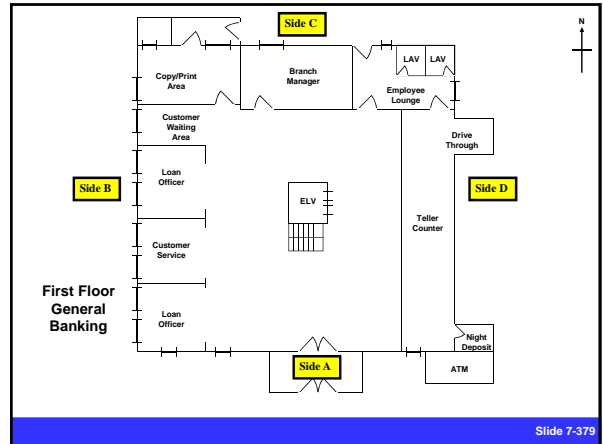 Side C
N
LAV
LAV
Copy/Print
Area
Branch
Manager
Employee
Lounge
Customer
Waiting
Area
Drive
Through
Loan
Officer
Side B
Side D
ELV
Teller
Counter
Customer
Service
First Floor
General
Banking
Loan
Officer
Night
Deposit
Side A
ATM
Slide 7-379